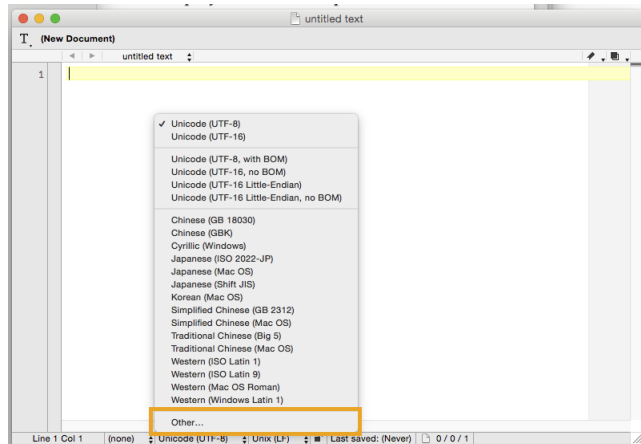 untitled text
T (New Document)
untitled text
1
✓ Unicode (UTF-8)
Unicode (UTF-16)
Unicode (UTF-8, with BOM)
Unicode (UTF-16, no BOM)
Unicode (UTF-16 Little-Endian)
Unicode (UTF-16 Little-Endian, no BOM)
Chinese (GB 18030)
Chinese (GBK)
Cyrillic (Windows)
Japanese (ISO 2022-JP)
Japanese (Mac OS)
Japanese (Shift JIS)
Korean (Mac OS)
Simplified Chinese (GB 2312)
Simplified Chinese (Mac OS)
Traditional Chinese (Big 5)
Traditional Chinese (Mac OS)
Western (ISO Latin 1)
Western (ISO Latin 9)
Western (Mac OS Roman)
Western (Windows Latin 1)
Other...
Line 1 Col 1 (none) Unicode (UTF-8) Unix (LF) Last saved: (Never) 0 / 0 / 1